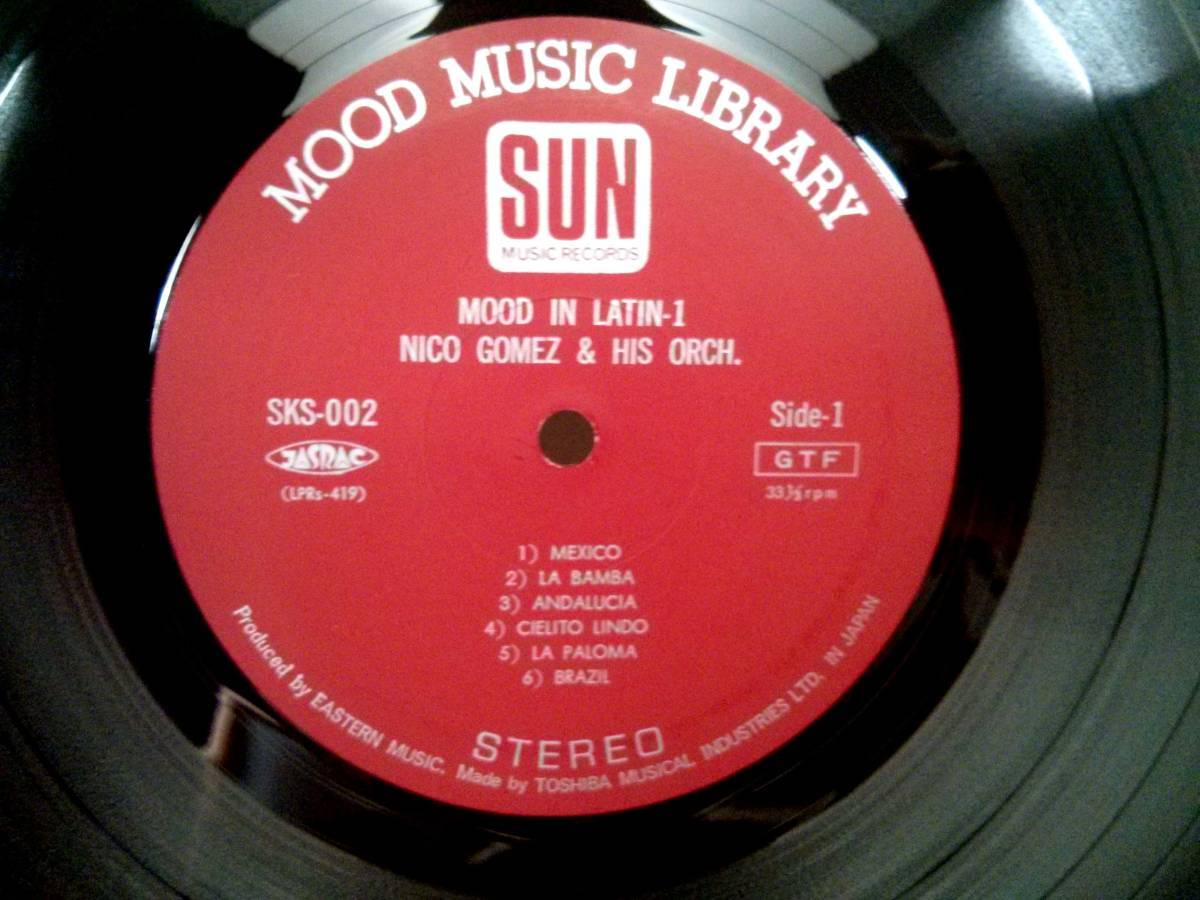 MOOD MUSIC LIBRARY
SUN
MUSIC RECORDS
MOOD IN LATIN-1
NICO GOMEZ & HIS ORCH.
SKS-002
Side-1
JASRAC
GTF
(LPRs-419)
33⅓rpm
1) MEXICO
2) LA BAMBA
3) ANDALUCIA
4) CIELITO LINDO
5) LA PALOMA
6) BRAZIL
STEREO
Produced by EASTERN MUSIC. Made by TOSHIBA MUSICAL INDUSTRIES LTD. IN JAPAN